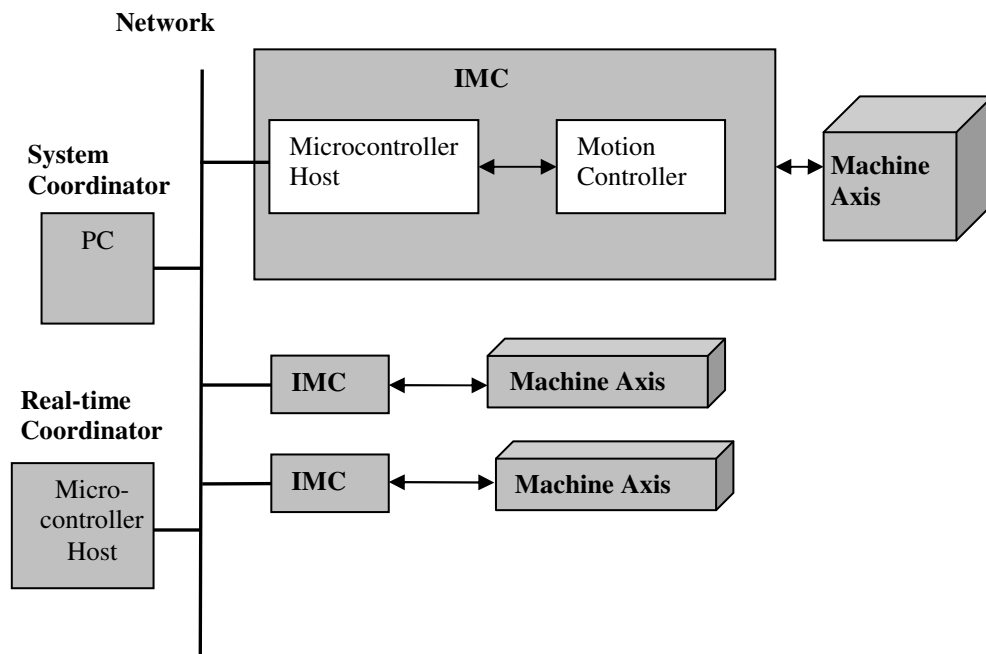 Network
IMC
Microcontroller
Host
Motion
Controller
Machine
Axis
System
Coordinator
PC
IMC
Machine Axis
Real-time
Coordinator
IMC
Machine Axis
Micro-
controller
Host